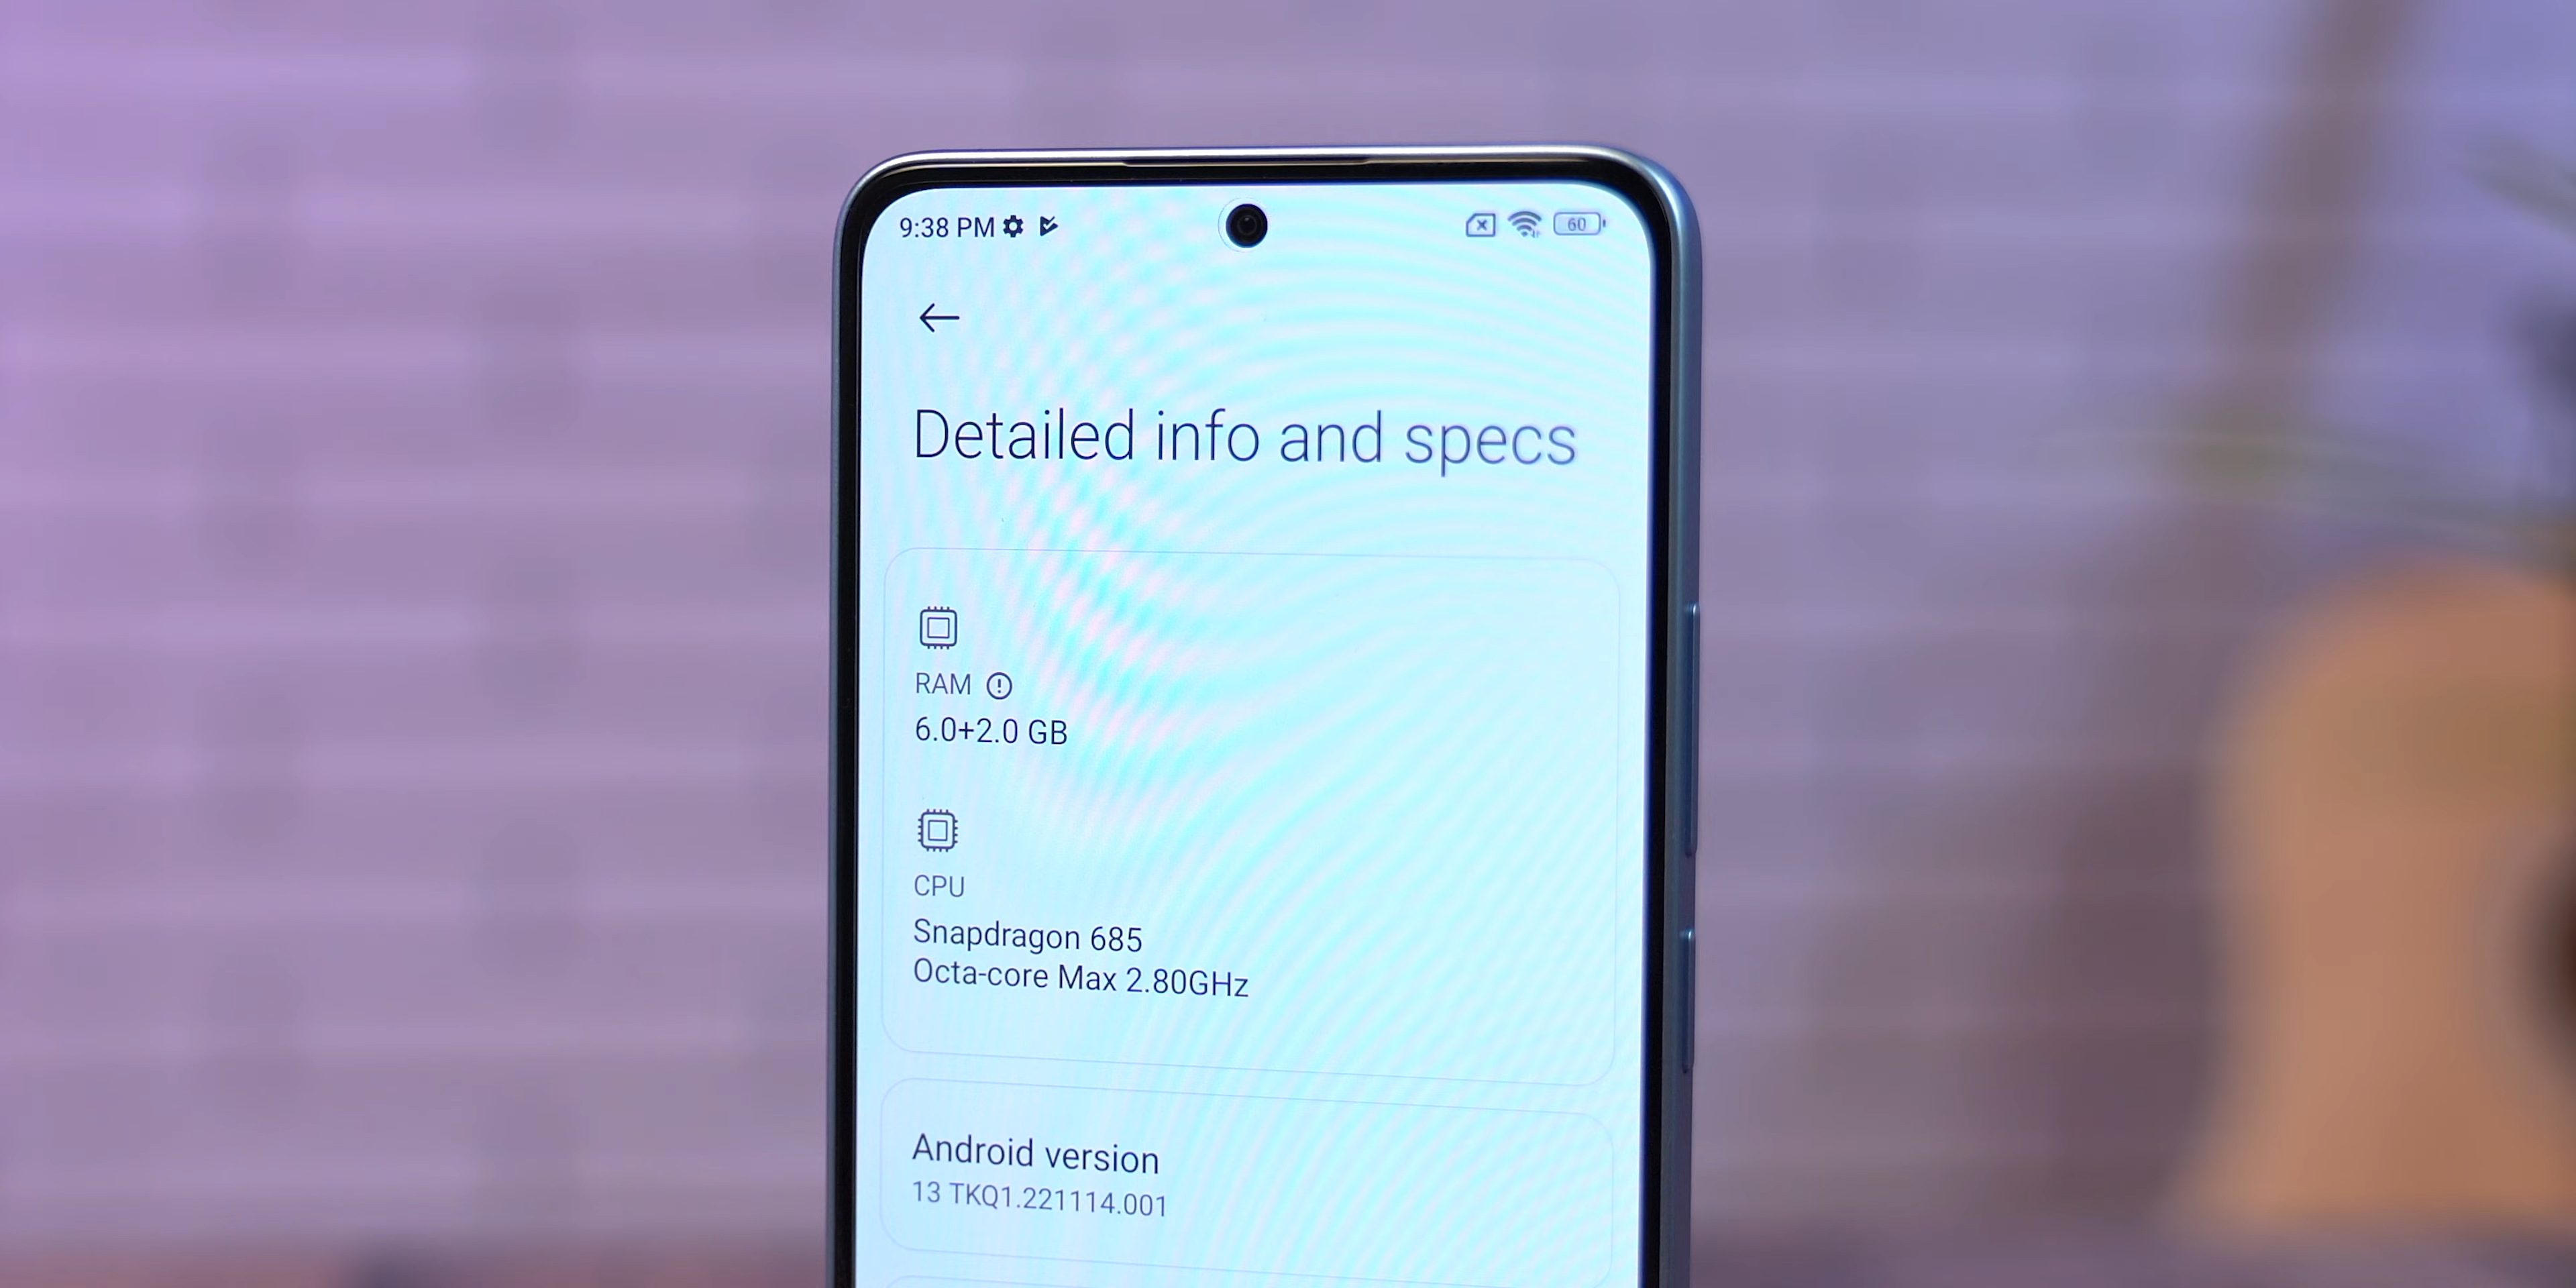 9:38 PM 60
Detailed info and specs
RAM
6.0+2.0 GB
CPU
Snapdragon 685
Octa-core Max 2.80GHz
Android version
13 TKQ1.221114.001